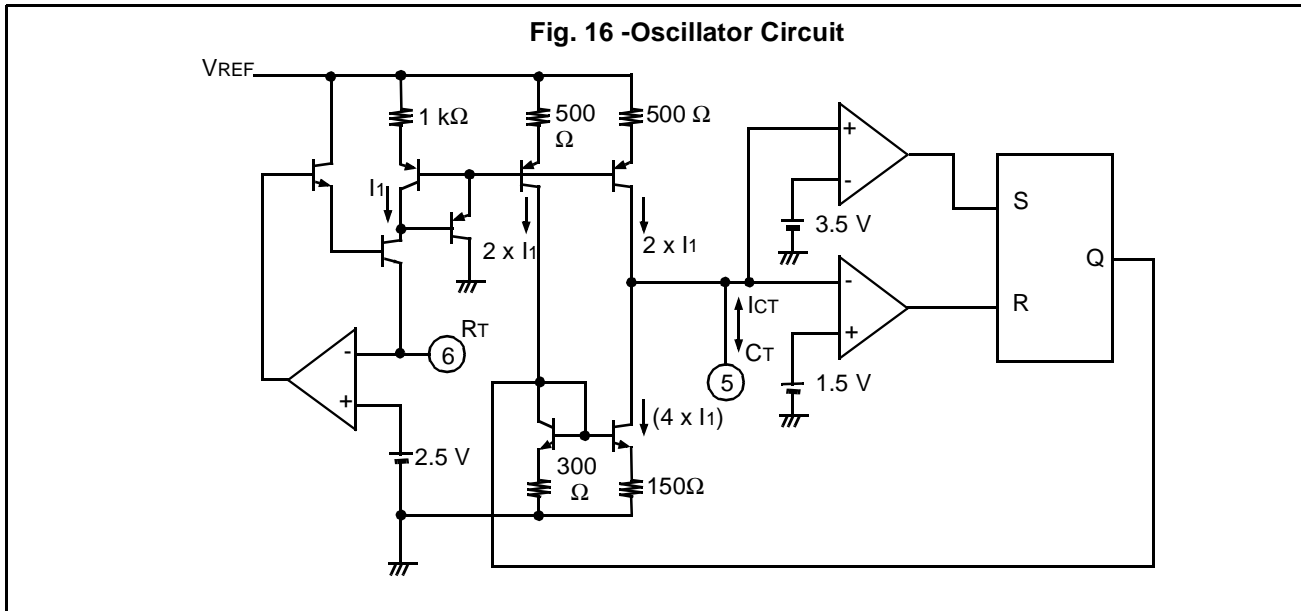 Fig. 16 -Oscillator Circuit
VREF
1 kΩ
500
Ω
500 Ω
I1
2 x I1
2 x I1
+
-
3.5 V
S
Q
R
-
+
1.5 V
ICT
CT
5
RT
6
-
+
2.5 V
(4 x I1)
300
Ω
150Ω